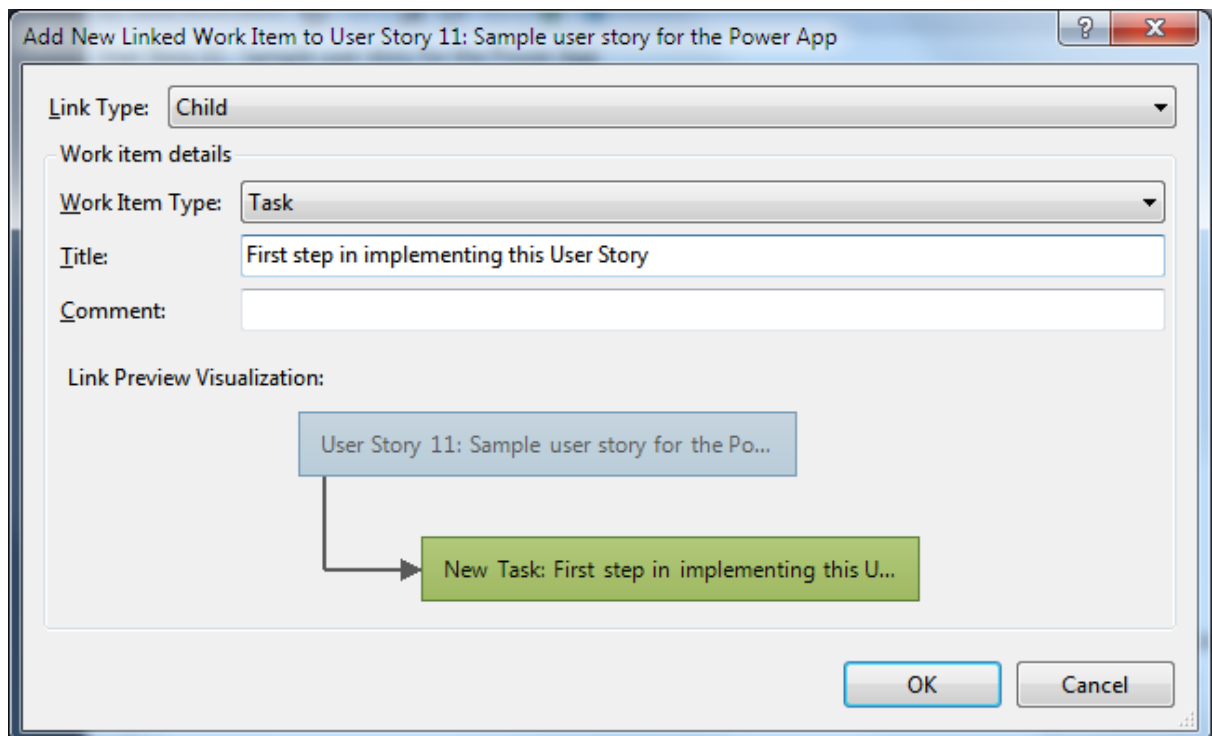 Add New Linked Work Item to User Story 11: Sample user story for the Power App
?
X
Link Type: Child
Work item details
Work Item Type: Task
Title: First step in implementing this User Story
Comment:
Link Preview Visualization:
User Story 11: Sample user story for the Po...
New Task: First step in implementing this U...
OK Cancel